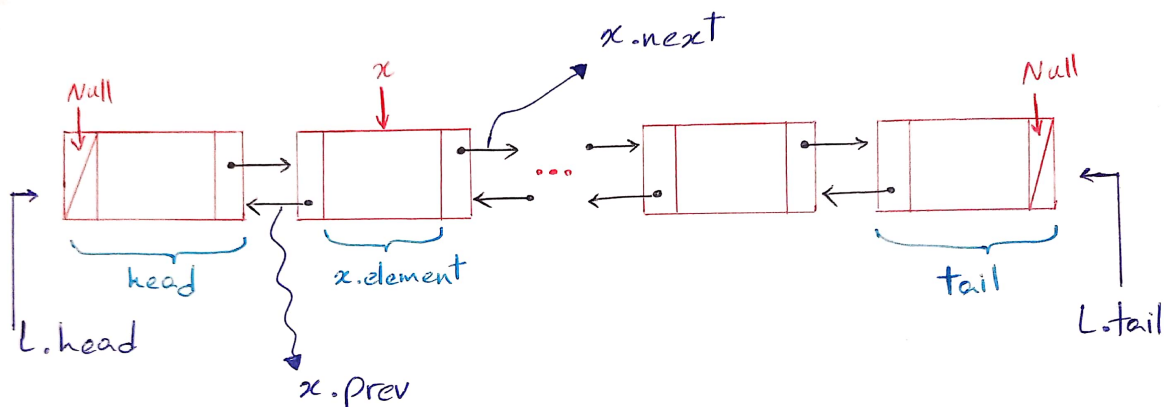 x.next
Null
x
Null
head
x.element
tail
L.head
L.tail
x.prev